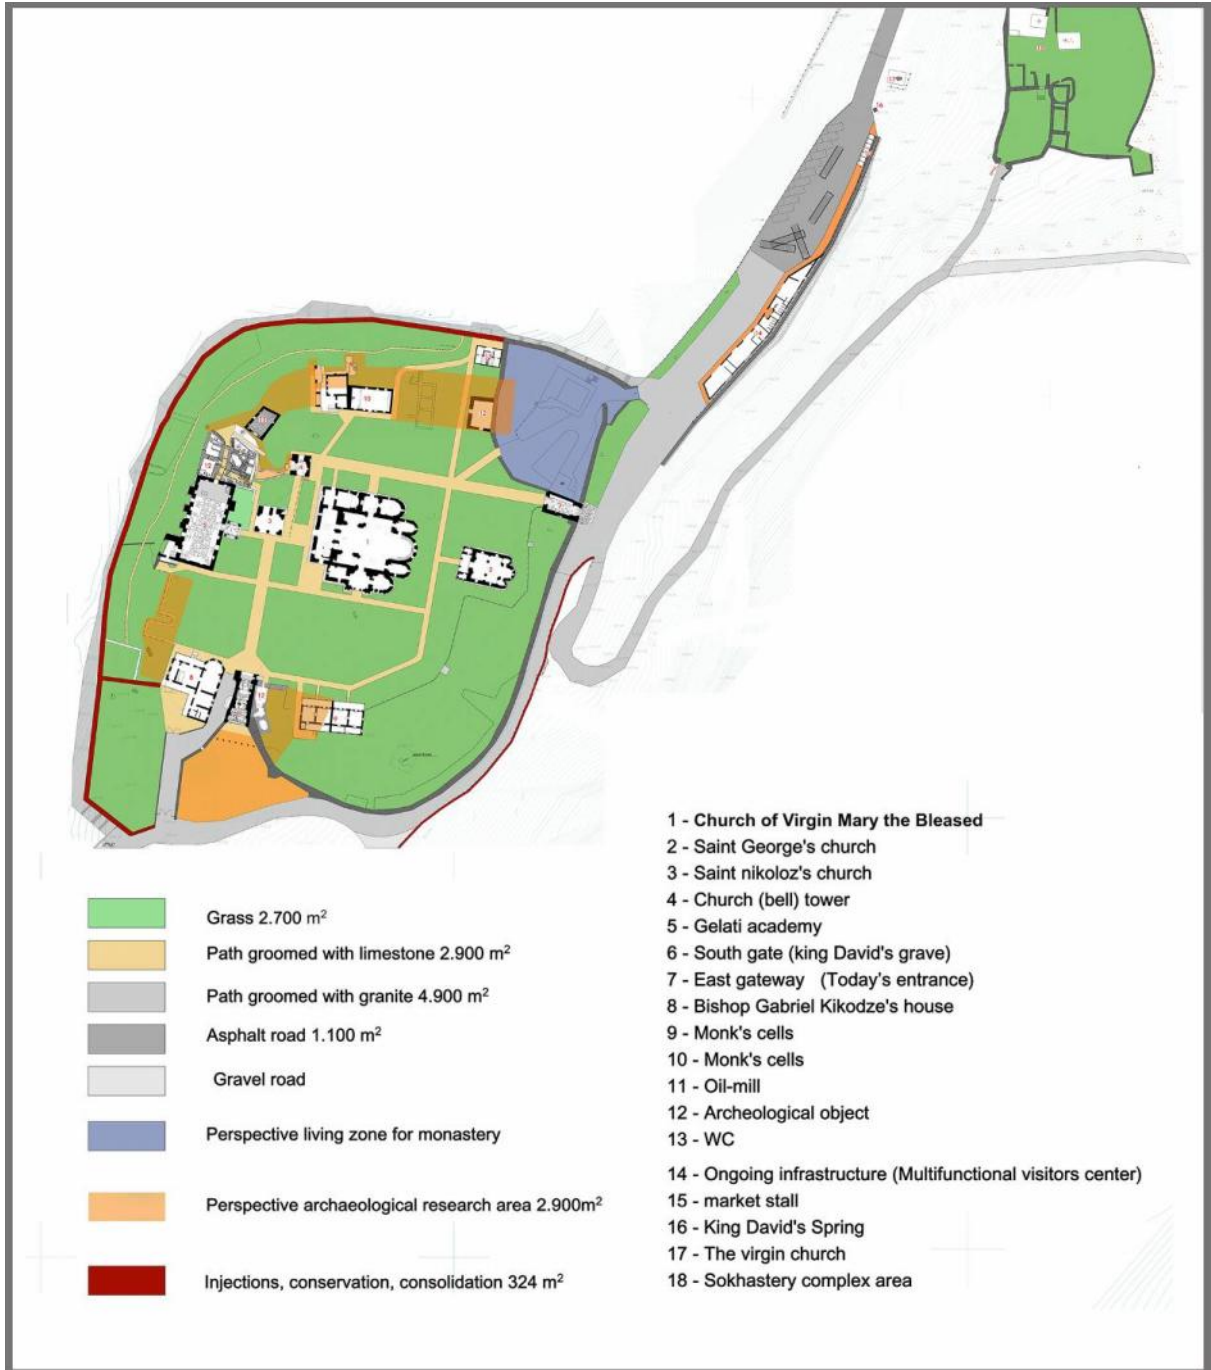 Grass 2.700 m²
Path groomed with limestone 2.900 m²
Path groomed with granite 4.900 m²
Asphalt road 1.100 m²
Gravel road
Perspective living zone for monastery
Perspective archaeological research area 2.900m²
Injections, conservation, consolidation 324 m²
1 - Church of Virgin Mary the Bleased
2 - Saint George's church
3 - Saint nikoloz's church
4 - Church (bell) tower
5 - Gelati academy
6 - South gate (king David's grave)
7 - East gateway (Today's entrance)
8 - Bishop Gabriel Kikodze's house
9 - Monk's cells
10 - Monk's cells
11 - Oil-mill
12 - Archeological object
13 - WC
14 - Ongoing infrastructure (Multifunctional visitors center)
15 - market stall
16 - King David's Spring
17 - The virgin church
18 - Sokhastery complex area